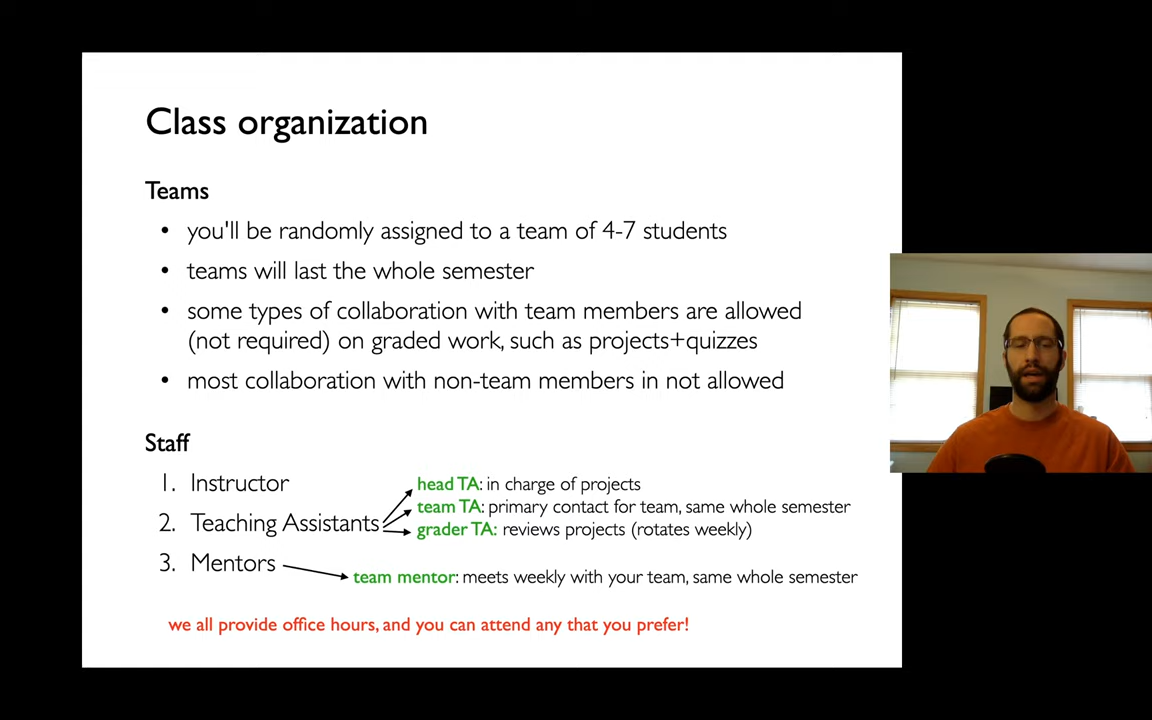 Class organization
Teams
• you'll be randomly assigned to a team of 4-7 students
• teams will last the whole semester
• some types of collaboration with team members are allowed
(not required) on graded work, such as projects+quizzes
• most collaboration with non-team members in not allowed
Staff
1. Instructor
2. Teaching Assistants
head TA: in charge of projects
team TA: primary contact for team, same whole semester
grader TA: reviews projects (rotates weekly)
3. Mentors
team mentor: meets weekly with your team, same whole semester
we all provide office hours, and you can attend any that you prefer!